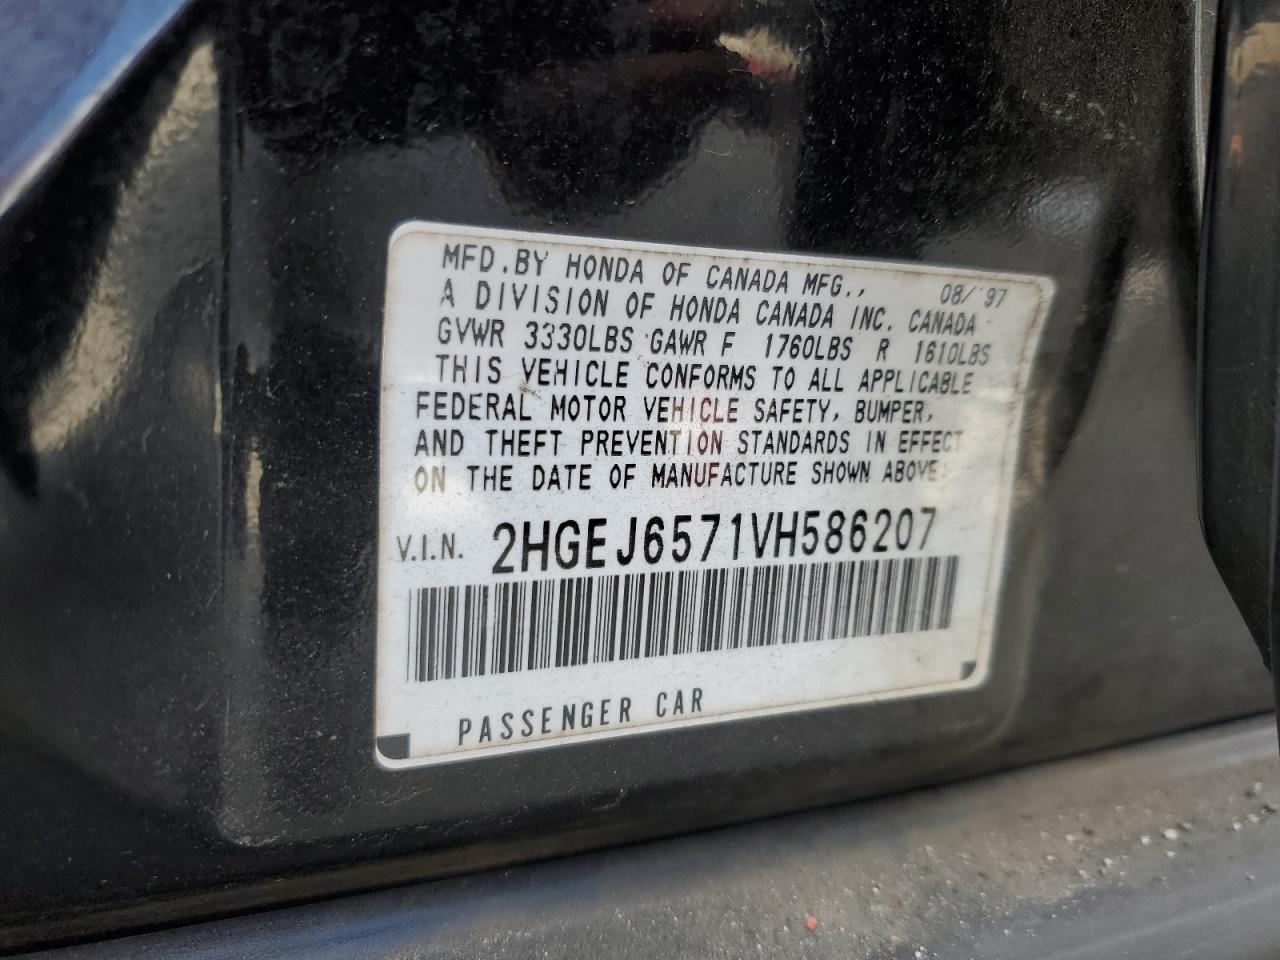 MFD.BY HONDA OF CANADA MFG., 08/'97
A DIVISION OF HONDA CANADA INC. CANADA
GVWR 3330LBS GAWR F 1760LBS R 1610LBS
THIS VEHICLE CONFORMS TO ALL APPLICABLE
FEDERAL MOTOR VEHICLE SAFETY, BUMPER,
AND THEFT PREVENTION STANDARDS IN EFFECT
ON THE DATE OF MANUFACTURE SHOWN ABOVE.
V.I.N. 2HGEJ6571VH586207
PASSENGER CAR